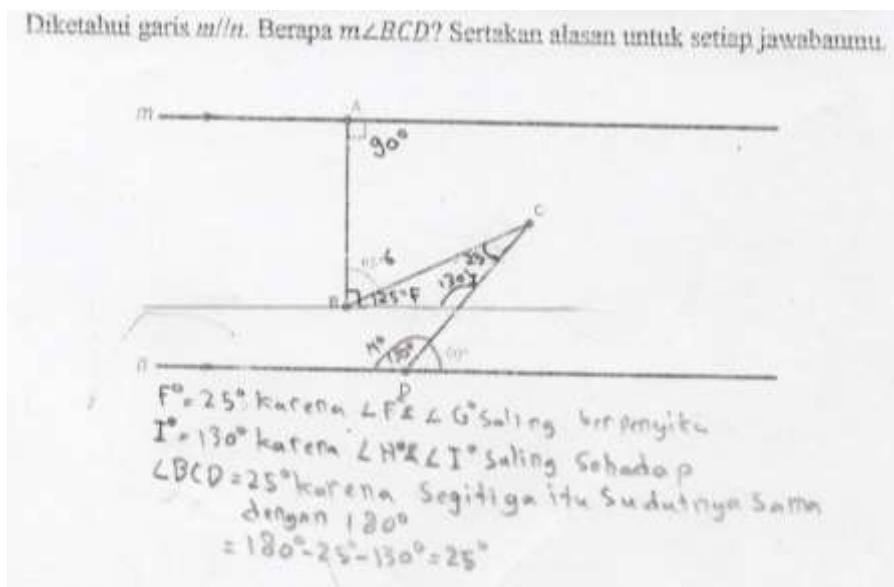 Diketahui garis m//n. Berapa m∠BCD? Sertakan alasan untuk setiap jawabanmu.
m
A
90°
C
G
25
130°I
B
25°F
H°
130°
n
D
F° = 25° karena ∠F & ∠G° saling berpenyiku
I° = 130° karena ∠H° & ∠I° saling Sehadap
∠BCD = 25° karena Segitiga itu Sudutnya Sama
dengan 180°
= 180° - 25° - 130° = 25°